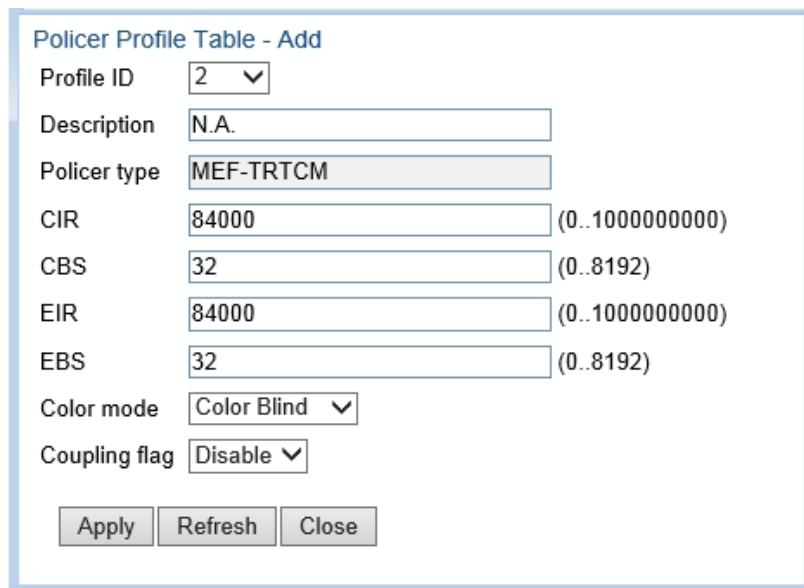 Policer Profile Table - Add
Profile ID 2
Description N.A.
Policer type MEF-TRTCM
CIR 84000 (0..1000000000)
CBS 32 (0..8192)
EIR 84000 (0..1000000000)
EBS 32 (0..8192)
Color mode Color Blind
Coupling flag Disable
Apply Refresh Close